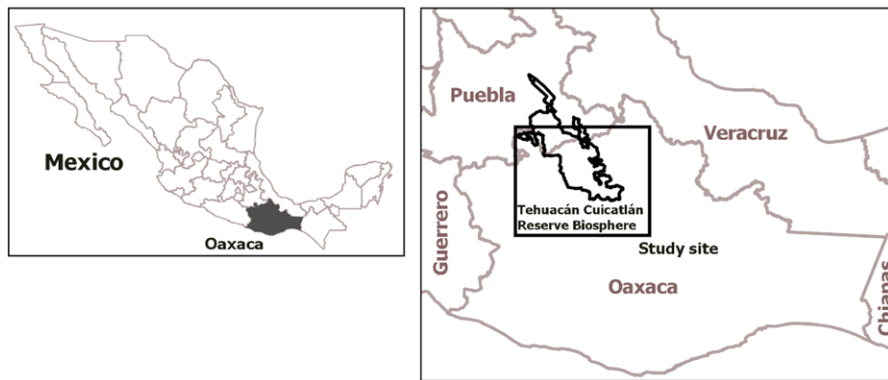 Mexico
Oaxaca
Puebla
Veracruz
Tehuacán Cuicatlán
Reserve Biosphere
Guerrero
Study site
Oaxaca
Chiapas